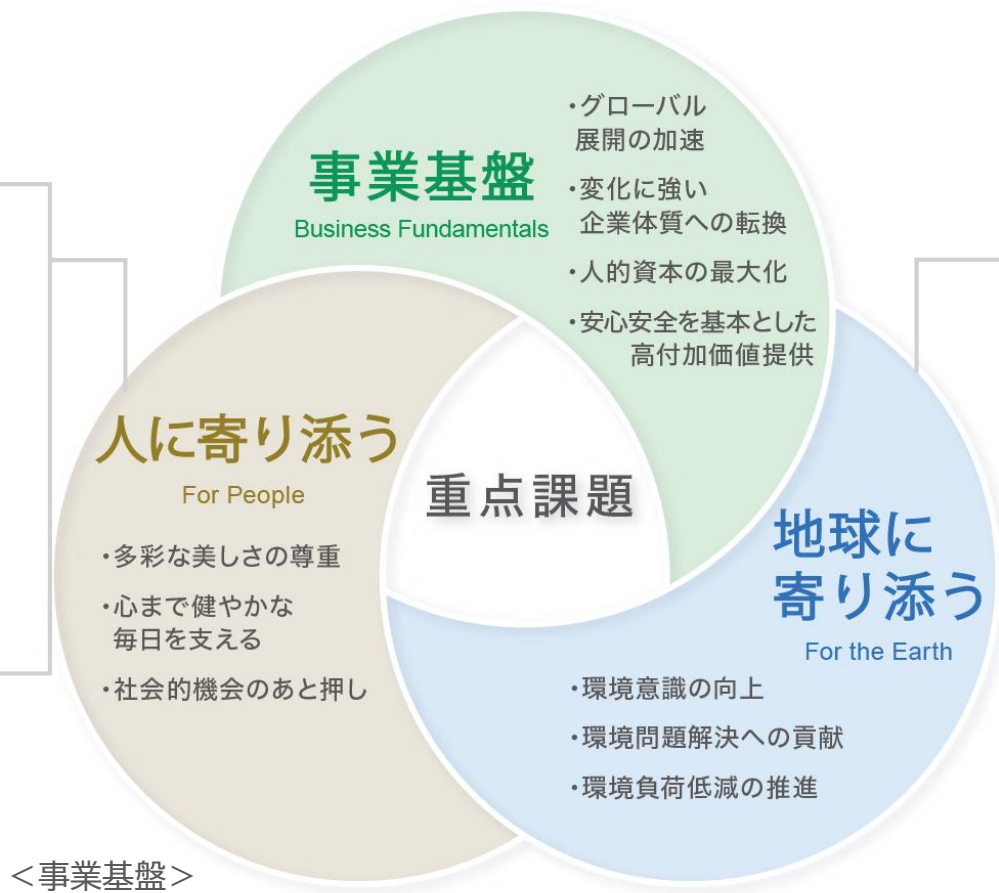 事業基盤
Business Fundamentals
・グローバル
展開の加速
・変化に強い
企業体質への転換
・人的資本の最大化
・安心安全を基本とした
高付加価値提供
人に寄り添う
For People
・多彩な美しさの尊重
・心まで健やかな
毎日を支える
・社会的機会のあと押し
重点課題
地球に
寄り添う
For the Earth
・環境意識の向上
・環境問題解決への貢献
・環境負荷低減の推進
＜事業基盤＞